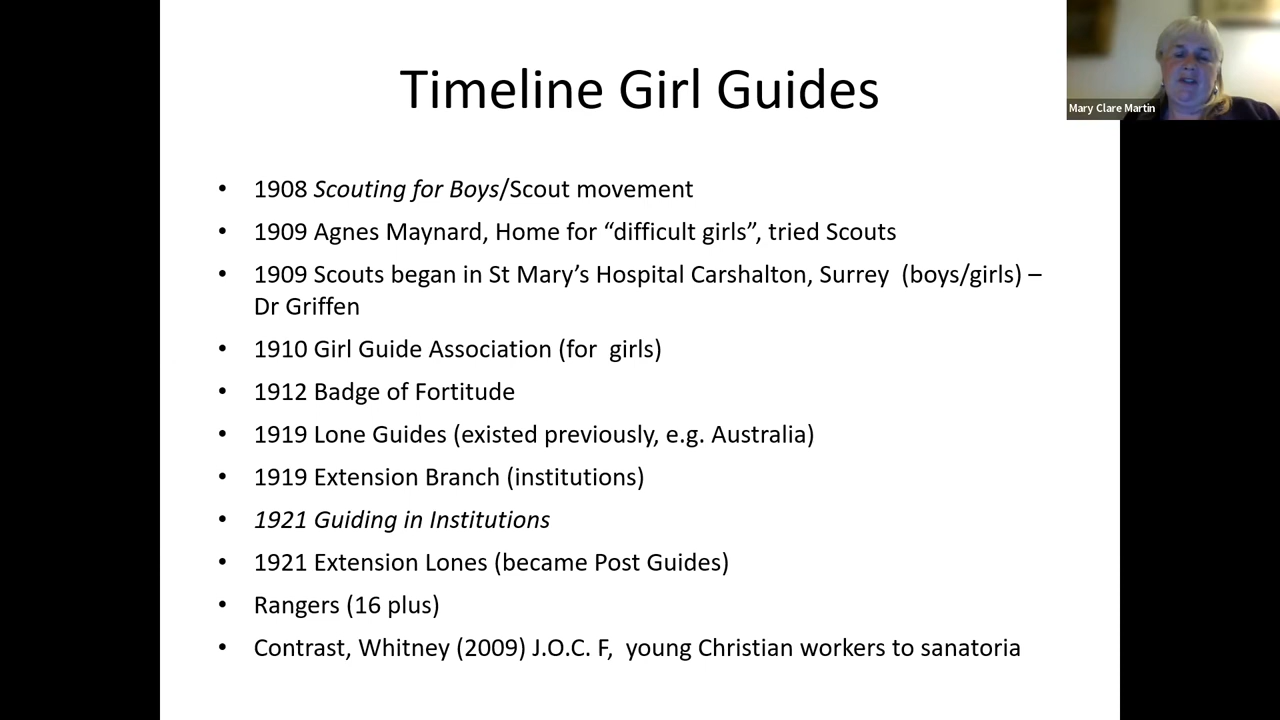 Timeline Girl Guides
Mary Clare Martin
• 1908 Scouting for Boys/Scout movement
• 1909 Agnes Maynard, Home for “difficult girls”, tried Scouts
• 1909 Scouts began in St Mary’s Hospital Carshalton, Surrey  (boys/girls) –
Dr Griffen
• 1910 Girl Guide Association (for  girls)
• 1912 Badge of Fortitude
• 1919 Lone Guides (existed previously, e.g. Australia)
• 1919 Extension Branch (institutions)
• 1921 Guiding in Institutions
• 1921 Extension Lones (became Post Guides)
• Rangers (16 plus)
• Contrast, Whitney (2009) J.O.C. F,  young Christian workers to sanatoria